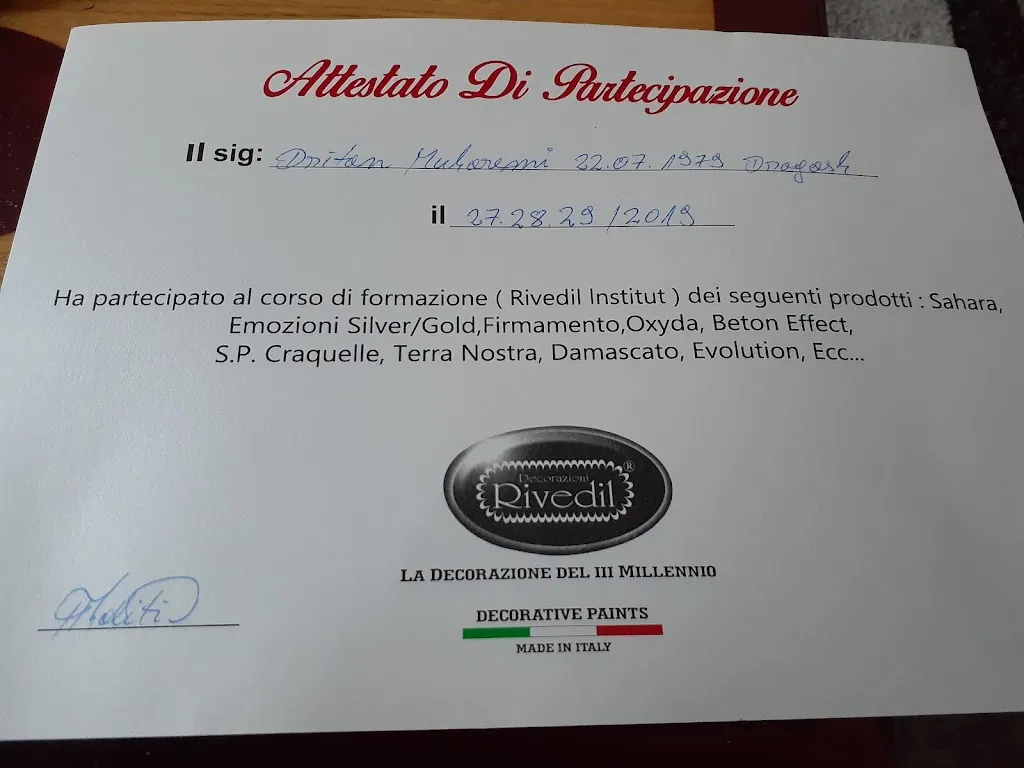 Attestato Di Partecipazione
Il sig: Dritan Muharemi 22.07.1979 Dragash
il 27.28.29 / 2019
Ha partecipato al corso di formazione ( Rivedil Institut ) dei seguenti prodotti : Sahara,
Emozioni Silver/Gold,Firmamento,Oxyda, Beton Effect,
S.P. Craquelle, Terra Nostra, Damascato, Evolution, Ecc...
Decorazioni
Rivedil®
LA DECORAZIONE DEL III MILLENNIO
DECORATIVE PAINTS
MADE IN ITALY